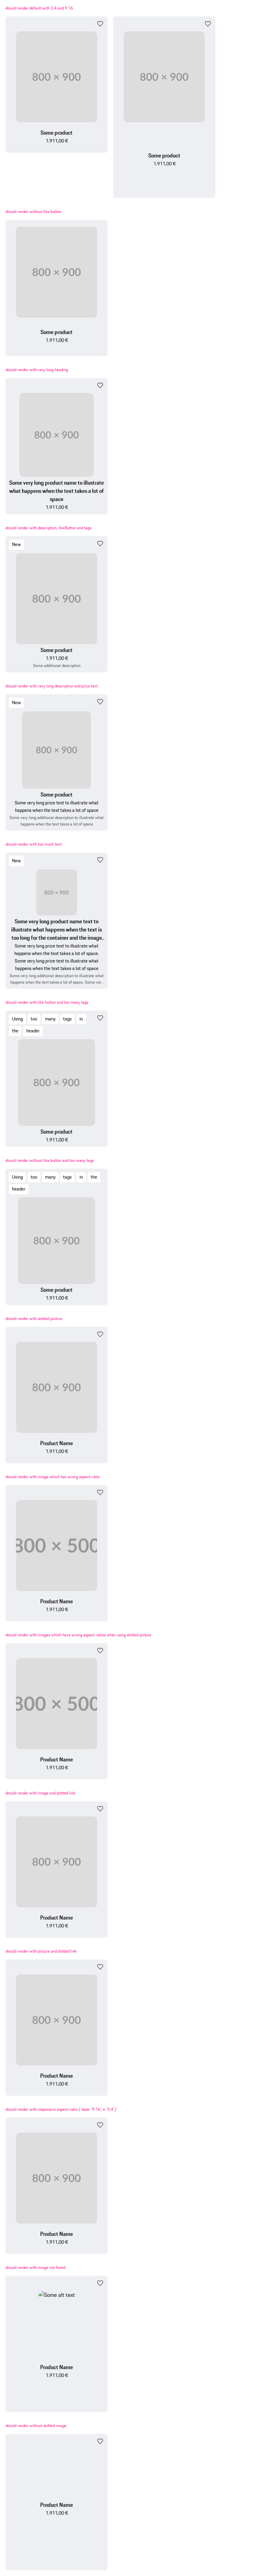 should render default with 3:4 and 9:16
800 × 900
Some product
1.911,00 €
800 × 900
Some product
1.911,00 €
should render without like button
800 × 900
Some product
1.911,00 €
should render with very long heading
800 × 900
Some very long product name to illustrate
what happens when the text takes a lot of
space
1.911,00 €
should render with description, likeButton and tags
New
800 × 900
Some product
1.911,00 €
Some additional description
should render with very long description and price text
New
800 × 900
Some product
Some very long price text to illustrate what
happens when the text takes a lot of space
Some very long additional description to illustrate what
happens when the text takes a lot of space
should render with too much text
New
800 × 900
Some very long product name text to
illustrate what happens when the text is
too long for the container and the image…
Some very long price text to illustrate what
happens when the text takes a lot of space.
Some very long price text to illustrate what
happens when the text takes a lot of space
Some very long additional description to illustrate what
happens when the text takes a lot of space. Some ver…
should render with like button and too many tags
Using too many tags in
the header
800 × 900
Some product
1.911,00 €
should render without like button and too many tags
Using too many tags in the
header
800 × 900
Some product
1.911,00 €
should render with slotted picture
800 × 900
Product Name
1.911,00 €
should render with image which has wrong aspect-ratio
800 × 500
Product Name
1.911,00 €
should render with images which have wrong aspect-ratios when using slotted picture
800 × 500
Product Name
1.911,00 €
should render with image and slotted link
800 × 900
Product Name
1.911,00 €
should render with picture and slotted link
800 × 900
Product Name
1.911,00 €
should render with responsive aspect-ratio { base: '9:16', s: '3:4' }
800 × 900
Product Name
1.911,00 €
should render with image not found
Some alt text
Product Name
1.911,00 €
should render without slotted image
Product Name
1.911,00 €